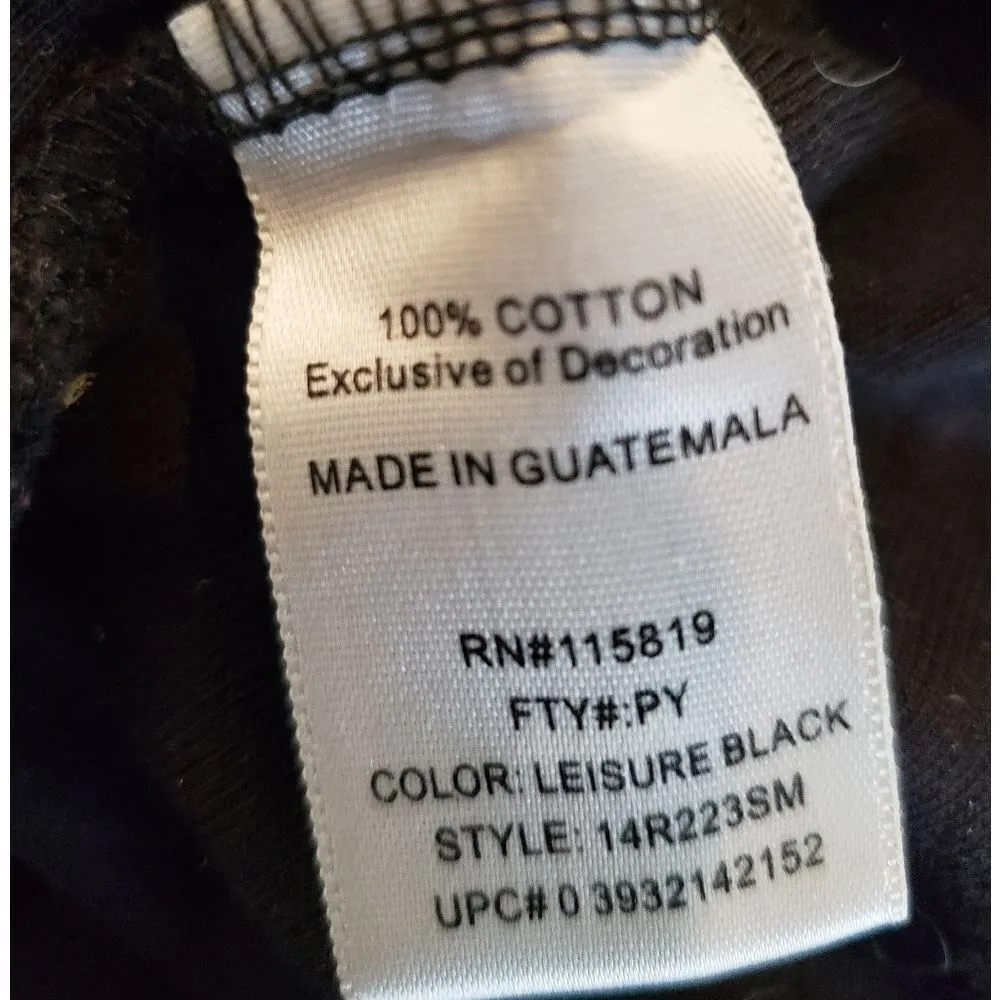 100% COTTON
Exclusive of Decoration
MADE IN GUATEMALA
RN#115819
FTY#:PY
COLOR: LEISURE BLACK
STYLE: 14R223SM
UPC# 0 3932142152